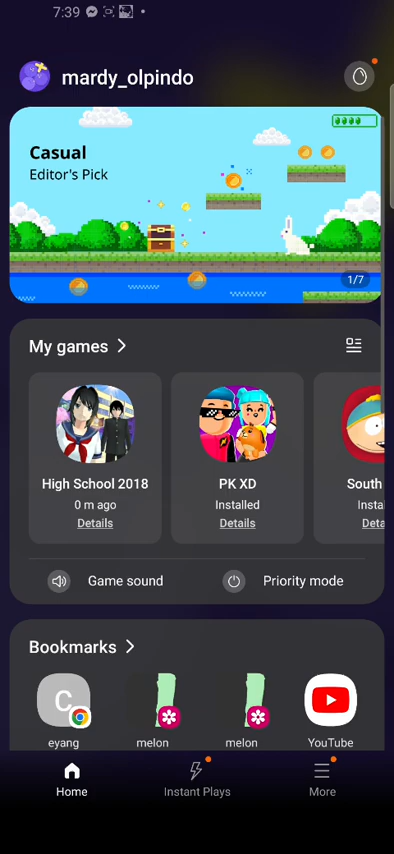 7:39
mardy_olpindo
Casual
Editor's Pick
1/7
My games
High School 2018
0 m ago
Details
PK XD
Installed
Details
South
Insta
Deta
Game sound
Priority mode
Bookmarks
C
eyang
melon
melon
YouTube
Home
Instant Plays
More